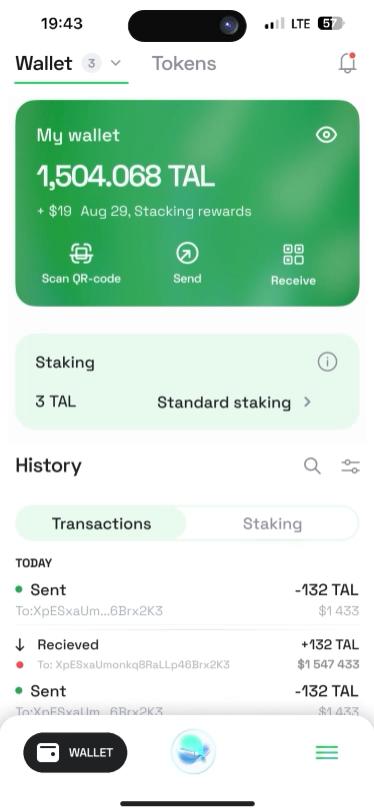 19:43 LTE 57
Wallet 3 Tokens
My wallet
1,504.068 TAL
+ $19 Aug 29, Stacking rewards
Scan QR-code Send Receive
Staking
3 TAL Standard staking
History
Transactions Staking
TODAY
Sent -132 TAL
To:XpESxaUm...6Brx2K3 $1 433
Recieved +132 TAL
To: XpESxaUmonkq8RaLLp46Brx2K3 $1 547 433
Sent -132 TAL
To:XpESxaUm...6Brx2K3 $1 433
WALLET